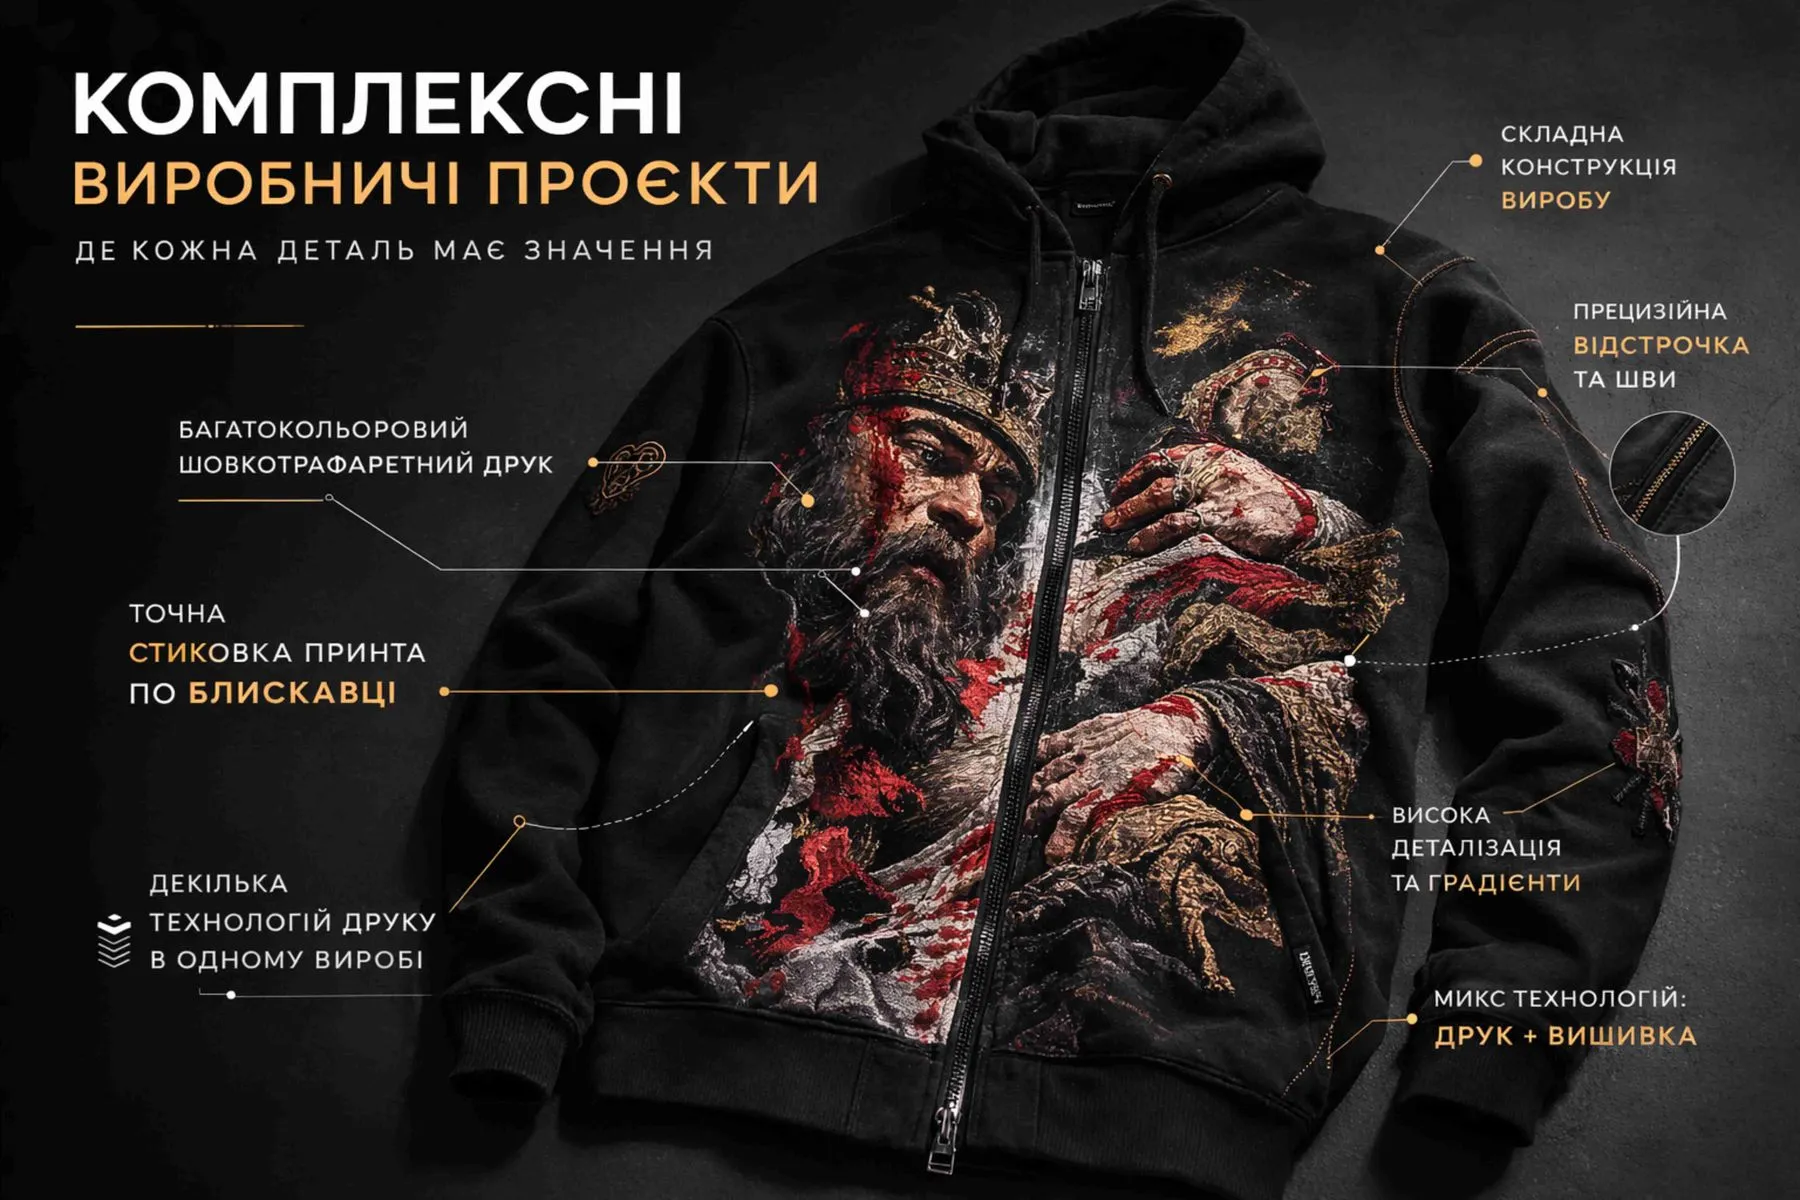 КОМПЛЕКСНІ
ВИРОБНИЧІ ПРОЄКТИ
ДЕ КОЖНА ДЕТАЛЬ МАЄ ЗНАЧЕННЯ
СКЛАДНА
КОНСТРУКЦІЯ
ВИРОБУ
ПРЕЦИЗІЙНА
ВІДСТРОЧКА
ТА ШВИ
БАГАТОКОЛЬОРОВИЙ
ШОВКОТРАФАРЕТНИЙ ДРУК
ТОЧНА
СТИКОВКА ПРИНТА
ПО БЛИСКАВЦІ
ДЕКІЛЬКА
ТЕХНОЛОГІЙ ДРУКУ
В ОДНОМУ ВИРОБІ
ВИСОКА
ДЕТАЛІЗАЦІЯ
ТА ГРАДІЄНТИ
МИКС ТЕХНОЛОГІЙ:
ДРУК + ВИШИВКА